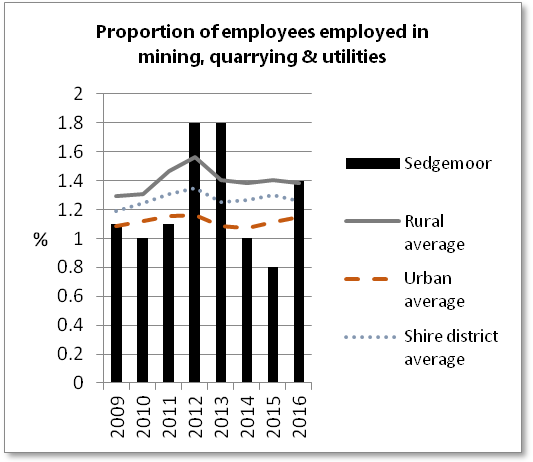 Proportion of employees employed in
mining, quarrying & utilities
2
1.8
1.6
1.4
1.2
1
0.8
0.6
0.4
0.2
0
%
2009
2010
2011
2012
2013
2014
2015
2016
Sedgemoor
Rural
average
Urban
average
Shire district
average